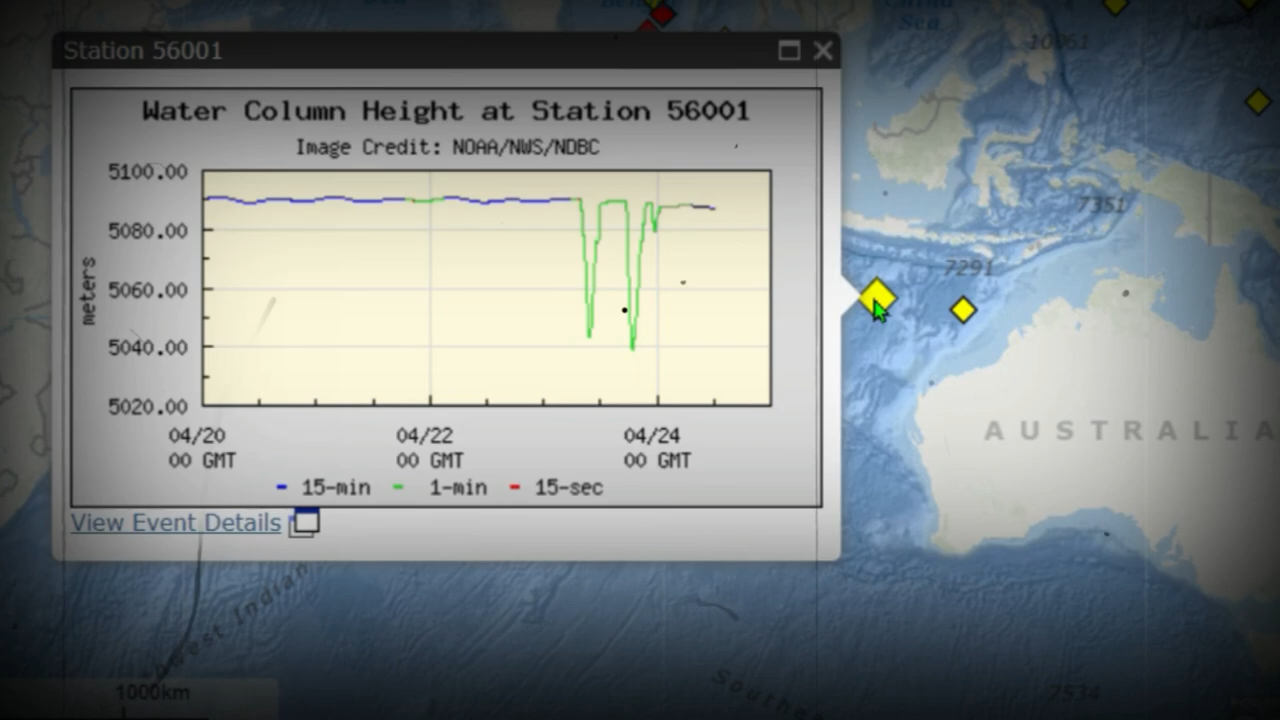 Station 56001
Water Column Height at Station 56001
Image Credit: NOAA/NWS/NDBC
5100.00
5080.00
5060.00
5040.00
5020.00
meters
04/20
00 GMT
04/22
00 GMT
04/24
00 GMT
15-min
1-min
15-sec
View Event Details
Sea
7351
7291
AUSTRALIA
1000km
7534